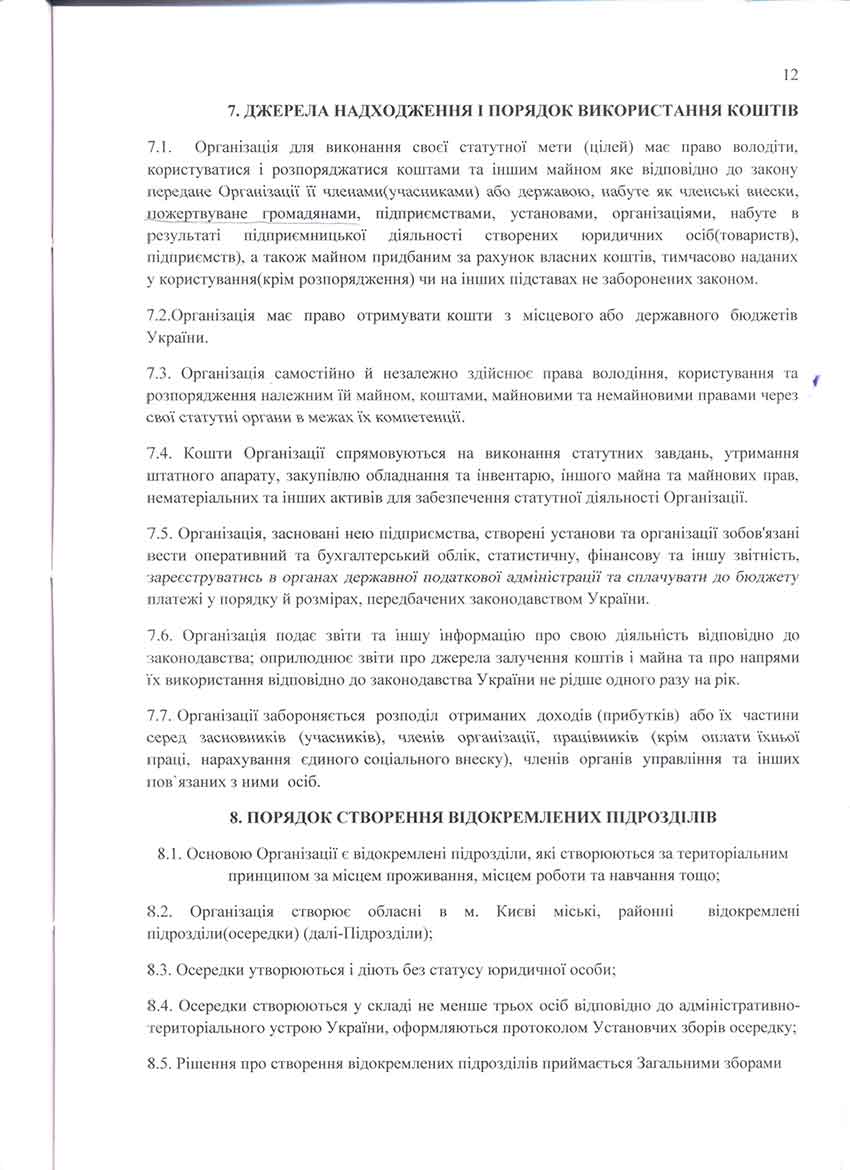 12
7. ДЖЕРЕЛА НАДХОДЖЕННЯ І ПОРЯДОК ВИКОРИСТАННЯ КОШТІВ
7.1. Організація для виконання своєї статутної мети (цілей) має право володіти,
користуватися і розпоряджатися коштами та іншим майном яке відповідно до закону
передане Організації її членами(учасниками) або державою, набуте як членські внески,
пожертвуване громадянами, підприємствами, установами, організаціями, набуте в
результаті підприємницької діяльності створених юридичних осіб(товариств),
підприємств), а також майном придбаним за рахунок власних коштів, тимчасово наданих
у користування(крім розпорядження) чи на інших підставах не заборонених законом.
7.2.Організація має право отримувати кошти з місцевого або державного бюджетів
України.
7.3. Організація самостійно й незалежно здійснює права володіння, користування та
розпорядження належним їй майном, коштами, майновими та немайновими правами через
свої статутні органи в межах їх компетенції.
7.4. Кошти Організації спрямовуються на виконання статутних завдань, утримання
штатного апарату, закупівлю обладнання та інвентарю, іншого майна та майнових прав,
нематеріальних та інших активів для забезпечення статутної діяльності Організації.
7.5. Організація, засновані нею підприємства, створені установи та організації зобов'язані
вести оперативний та бухгалтерський облік, статистичну, фінансову та іншу звітність,
зареєструватись в органах державної податкової адміністрації та сплачувати до бюджету
платежі у порядку й розмірах, передбачених законодавством України.
7.6. Організація подає звіти та іншу інформацію про свою діяльність відповідно до
законодавства; оприлюднює звіти про джерела залучення коштів і майна та про напрями
їх використання відповідно до законодавства України не рідше одного разу на рік.
7.7. Організації забороняється розподіл отриманих доходів (прибутків) або їх частини
серед засновників (учасників), членів організації, працівників (крім оплати їхньої
праці, нарахування єдиного соціального внеску), членів органів управління та інших
пов`язаних з ними осіб.
8. ПОРЯДОК СТВОРЕННЯ ВІДОКРЕМЛЕНИХ ПІДРОЗДІЛІВ
8.1. Основою Організації є відокремлені підрозділи, які створюються за територіальним
принципом за місцем проживання, місцем роботи та навчання тощо;
8.2. Організація створює обласні в м. Києві міські, районні відокремлені
підрозділи(осередки) (далі-Підрозділи);
8.3. Осередки утворюються і діють без статусу юридичної особи;
8.4. Осередки створюються у складі не менше трьох осіб відповідно до адміністративно-
територіального устрою України, оформляються протоколом Установчих зборів осередку;
8.5. Рішення про створення відокремлених підрозділів приймається Загальними зборами